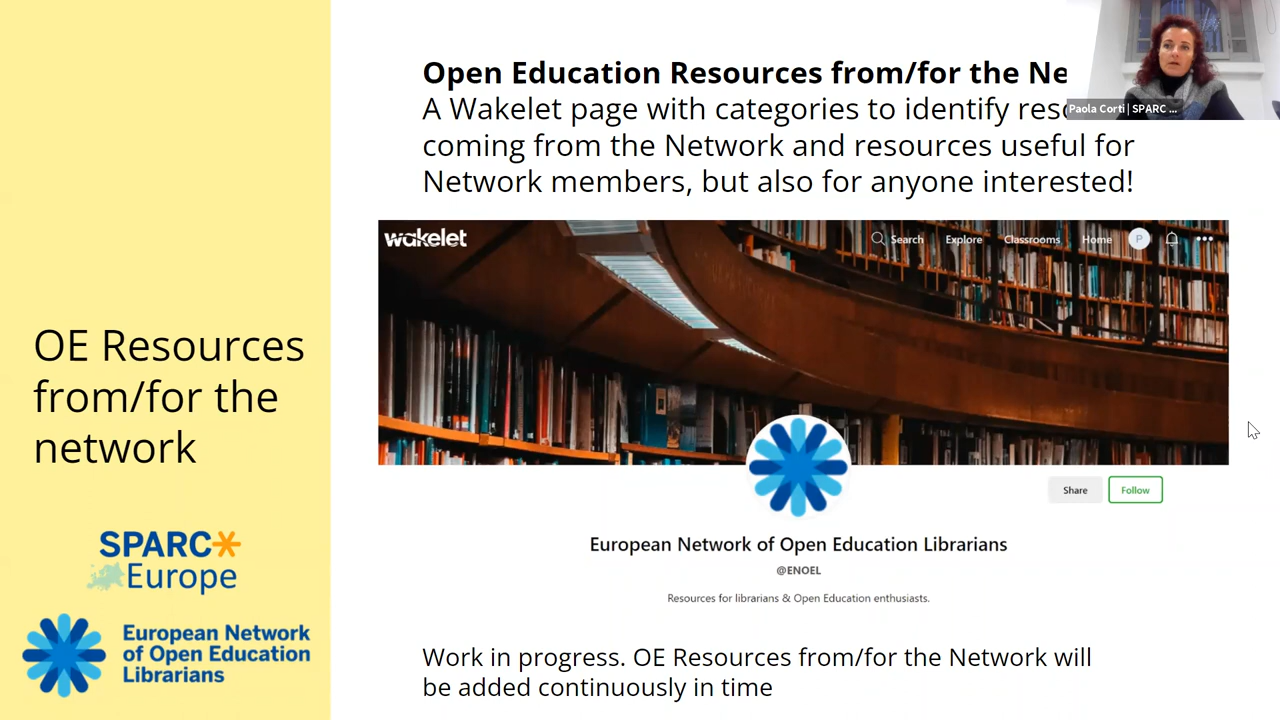 Open Education Resources from/for the Ne
A Wakelet page with categories to identify reso
coming from the Network and resources useful for
Network members, but also for anyone interested!
Paola Corti | SPARC ...
wakelet
Search Explore Classrooms Home P
OE Resources
from/for the
network
Share Follow
European Network of Open Education Librarians
@ENOEL
Resources for librarians & Open Education enthusiasts.
SPARC
Europe
European Network
of Open Education
Librarians
Work in progress. OE Resources from/for the Network will
be added continuously in time